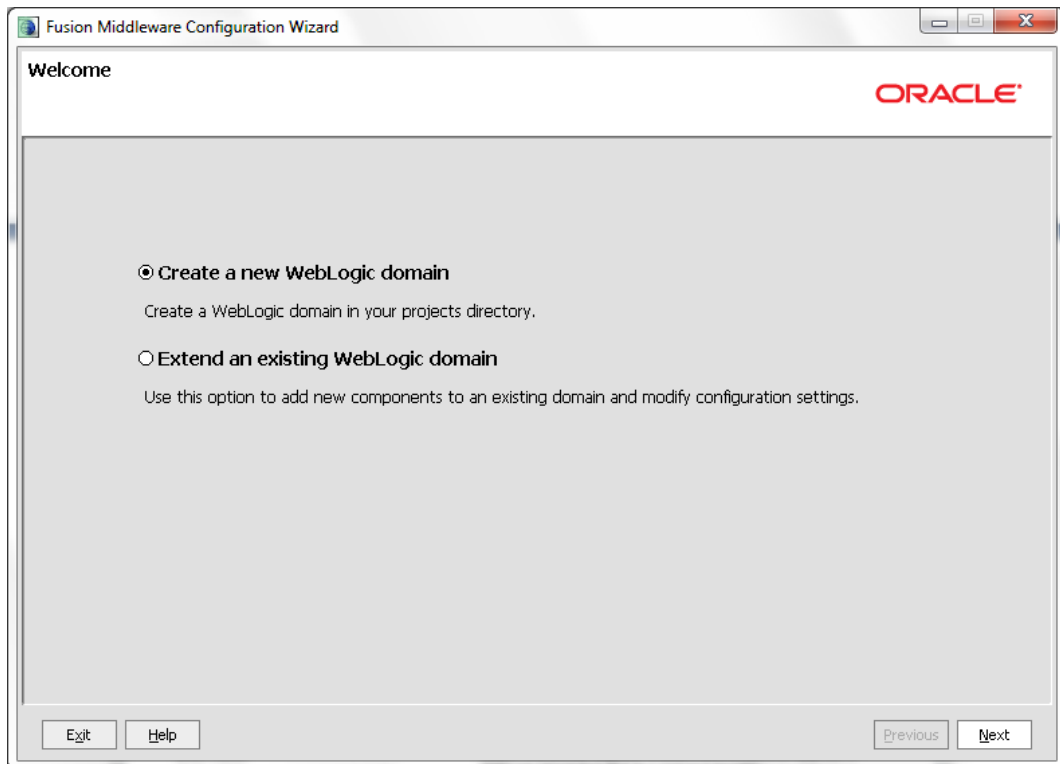 Fusion Middleware Configuration Wizard
Welcome
ORACLE
Create a new WebLogic domain
Create a WebLogic domain in your projects directory.
Extend an existing WebLogic domain
Use this option to add new components to an existing domain and modify configuration settings.
Exit Help Previous Next